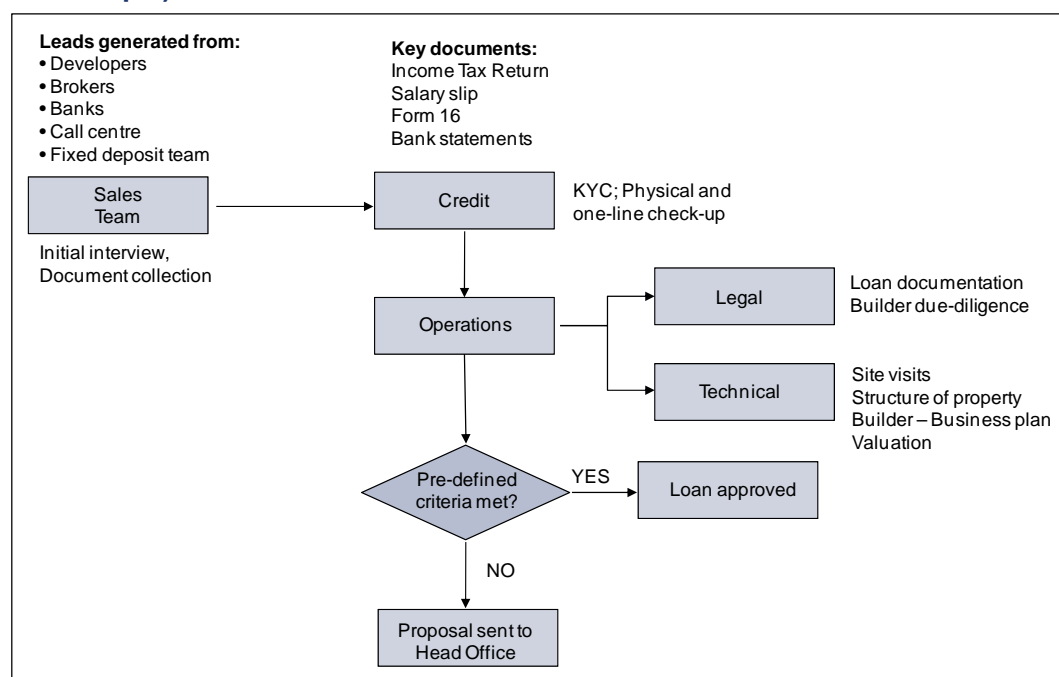 Leads generated from:
• Developers
• Brokers
• Banks
• Call centre
• Fixed deposit team
Key documents:
Income Tax Return
Salary slip
Form 16
Bank statements
Sales
Team
Initial interview,
Document collection
Credit
KYC; Physical and
one-line check-up
Operations
Legal
Loan documentation
Builder due-diligence
Technical
Site visits
Structure of property
Builder – Business plan
Valuation
Pre-defined
criteria met?
YES
Loan approved
NO
Proposal sent to
Head Office